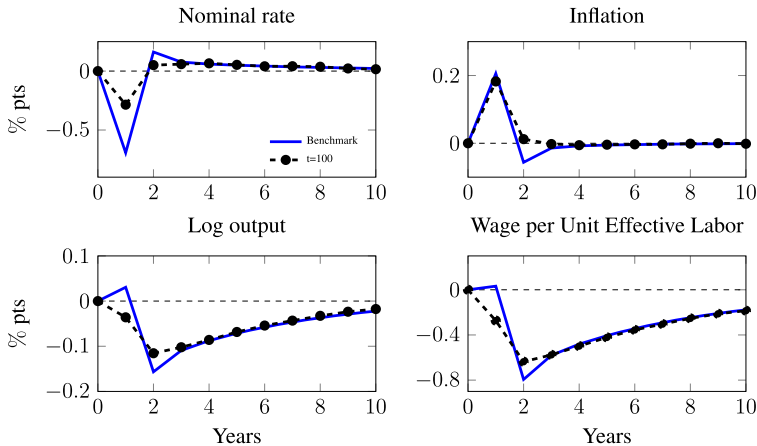 Nominal rate
Inflation
% pts
0
−0.5
Benchmark
t=100
0 2 4 6 8 10
0.2
0
0 2 4 6 8 10
Log output
Wage per Unit Effective Labor
% pts
0.1
0
−0.1
−0.2
0 2 4 6 8 10
Years
0
−0.4
−0.8
0 2 4 6 8 10
Years